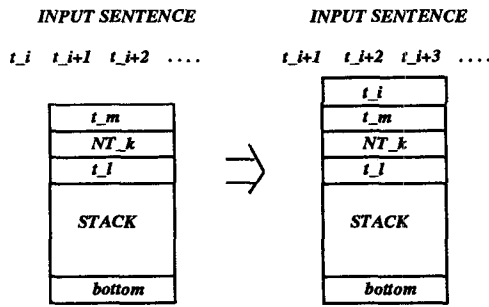 INPUT SENTENCE
t_i t_i+1 t_i+2 ....
t_m
NT_k
t_l
STACK
bottom
INPUT SENTENCE
t_i+1 t_i+2 t_i+3 ....
t_i
t_m
NT_k
t_l
STACK
bottom